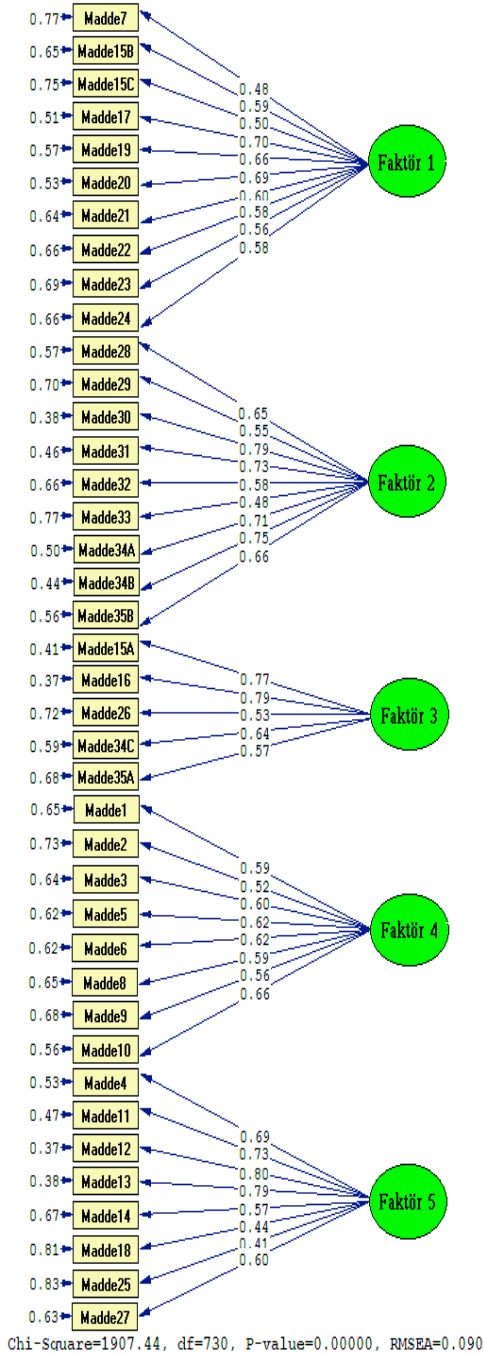 0.77 Madde7
0.65 Madde15B
0.75 Madde15C
0.51 Madde17
0.57 Madde19
0.53 Madde20
0.64 Madde21
0.66 Madde22
0.69 Madde23
0.66 Madde24
0.48
0.59
0.50
0.70
0.66
0.69
0.60
0.58
0.56
0.58
Faktör 1
0.57 Madde28
0.70 Madde29
0.38 Madde30
0.46 Madde31
0.66 Madde32
0.77 Madde33
0.50 Madde34A
0.44 Madde34B
0.56 Madde35B
0.65
0.55
0.79
0.73
0.58
0.48
0.71
0.75
0.66
Faktör 2
0.41 Madde15A
0.37 Madde16
0.72 Madde26
0.59 Madde34C
0.68 Madde35A
0.77
0.79
0.53
0.64
0.57
Faktör 3
0.65 Madde1
0.73 Madde2
0.64 Madde3
0.62 Madde5
0.62 Madde6
0.65 Madde8
0.68 Madde9
0.56 Madde10
0.59
0.52
0.60
0.62
0.62
0.59
0.56
0.66
Faktör 4
0.53 Madde4
0.47 Madde11
0.37 Madde12
0.38 Madde13
0.67 Madde14
0.81 Madde18
0.83 Madde25
0.63 Madde27
0.69
0.73
0.80
0.79
0.57
0.44
0.41
0.60
Faktör 5
Chi-Square=1907.44, df=730, P-value=0.00000, RMSEA=0.090